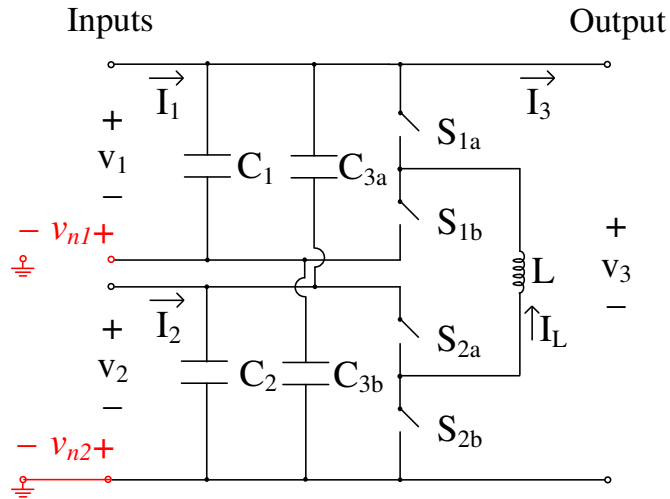 Inputs
Output
I1
I3
+
v1
−
C1
C3a
S1a
S1b
− vn1+
L
+
v3
−
I2
IL
+
v2
−
C2
C3b
S2a
S2b
− vn2+